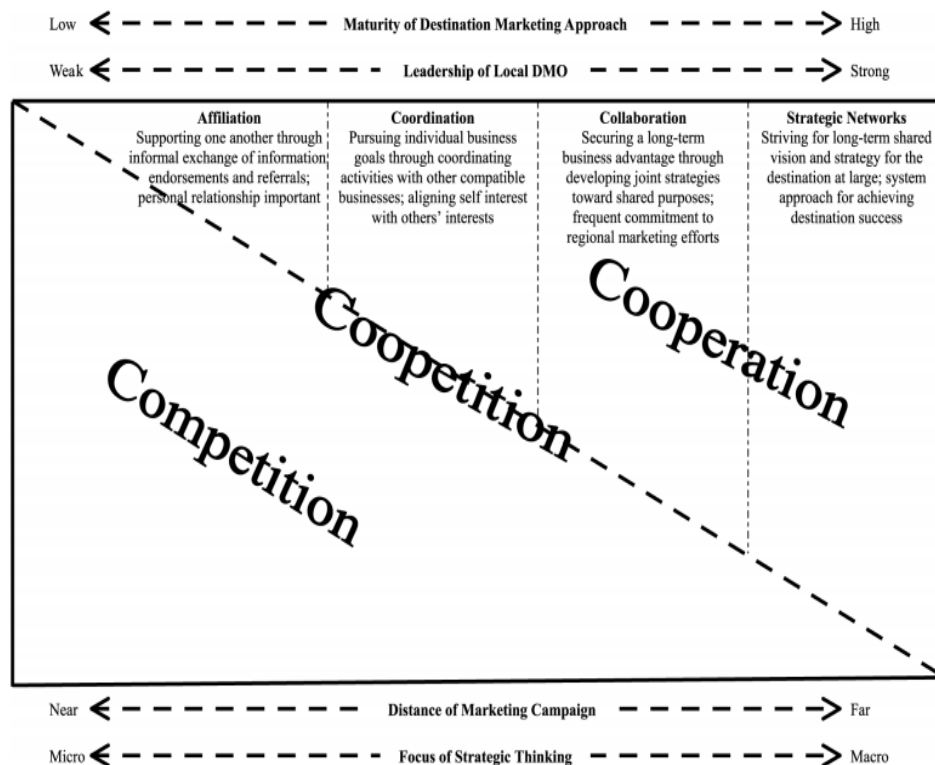 Low Maturity of Destination Marketing Approach High
Weak Leadership of Local DMO Strong
Affiliation
Supporting one another through
informal exchange of information
endorsements and referrals;
personal relationship important
Coordination
Pursuing individual business
goals through coordinating
activities with other compatible
businesses; aligning self interest
with others' interests
Collaboration
Securing a long-term
business advantage through
developing joint strategies
toward shared purposes;
frequent commitment to
regional marketing efforts
Strategic Networks
Striving for long-term shared
vision and strategy for the
destination at large; system
approach for achieving
destination success
Competition
Coopetition
Cooperation
Near Distance of Marketing Campaign Far
Micro Focus of Strategic Thinking Macro